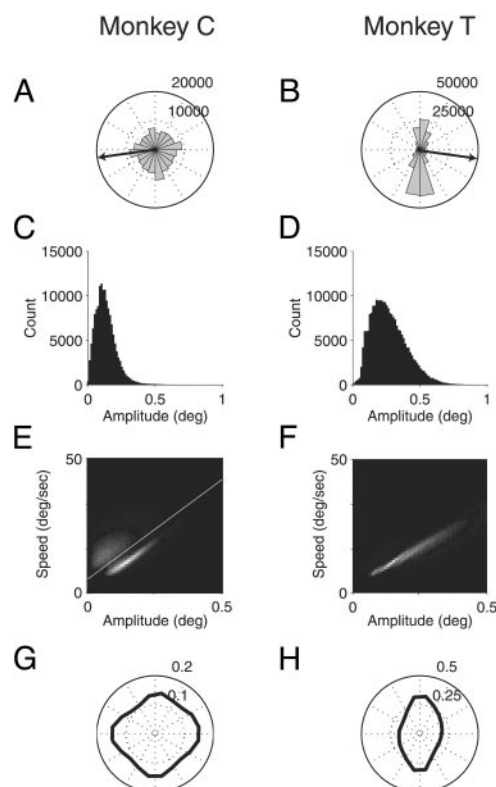 Monkey C Monkey T
A 20000 B 50000
10000 25000
C D
15000 15000
10000 10000
5000 5000
0 0
Count Count
0 0.5 1 0 0.5 1
Amplitude (deg) Amplitude (deg)
E F
50 50
Speed (deg/sec) Speed (deg/sec)
0 0
0 0.5 0 0.5
Amplitude (deg) Amplitude (deg)
G 0.2 H 0.5
0.1 0.25